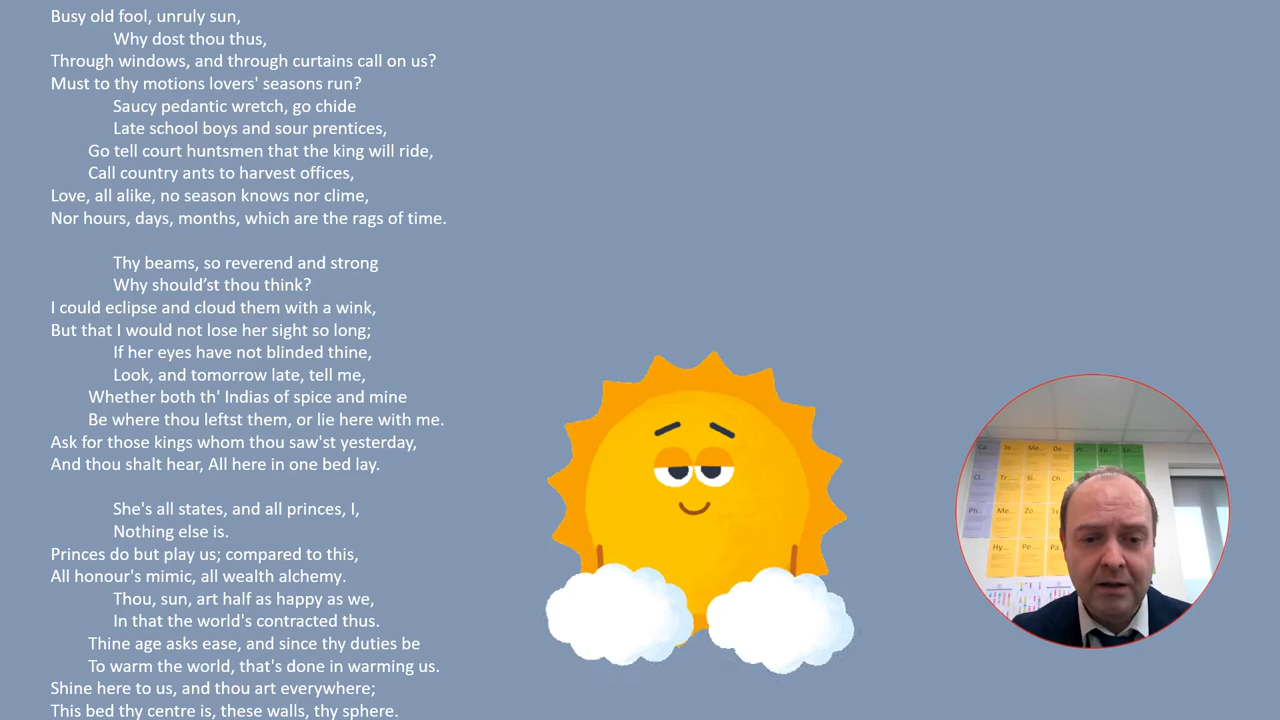 Busy old fool, unruly sun,
Why dost thou thus,
Through windows, and through curtains call on us?
Must to thy motions lovers' seasons run?
Saucy pedantic wretch, go chide
Late school boys and sour prentices,
Go tell court huntsmen that the king will ride,
Call country ants to harvest offices,
Love, all alike, no season knows nor clime,
Nor hours, days, months, which are the rags of time.
Thy beams, so reverend and strong
Why should’st thou think?
I could eclipse and cloud them with a wink,
But that I would not lose her sight so long;
If her eyes have not blinded thine,
Look, and tomorrow late, tell me,
Whether both th' Indias of spice and mine
Be where thou leftst them, or lie here with me.
Ask for those kings whom thou saw'st yesterday,
And thou shalt hear, All here in one bed lay.
She's all states, and all princes, I,
Nothing else is.
Princes do but play us; compared to this,
All honour's mimic, all wealth alchemy.
Thou, sun, art half as happy as we,
In that the world's contracted thus.
Thine age asks ease, and since thy duties be
To warm the world, that's done in warming us.
Shine here to us, and thou art everywhere;
This bed thy centre is, these walls, thy sphere.